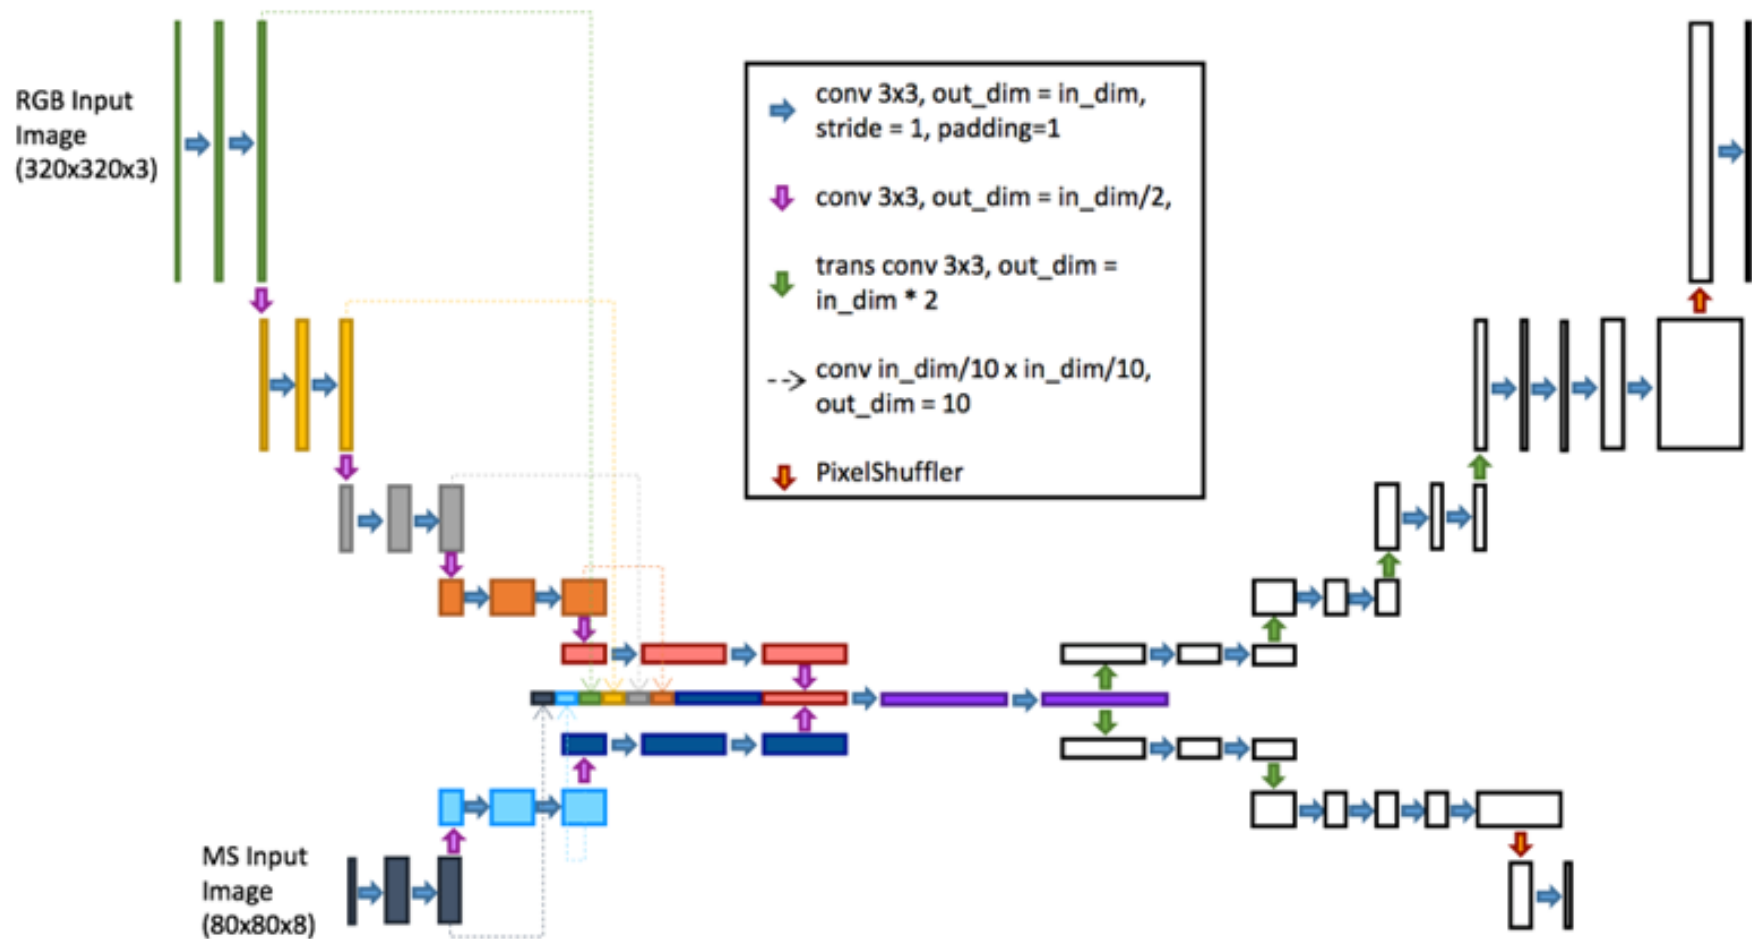 RGB Input
Image
(320x320x3)
conv 3x3, out_dim = in_dim,
stride = 1, padding=1
conv 3x3, out_dim = in_dim/2,
trans conv 3x3, out_dim =
in_dim * 2
conv in_dim/10 x in_dim/10,
out_dim = 10
PixelShuffler
MS Input
Image
(80x80x8)